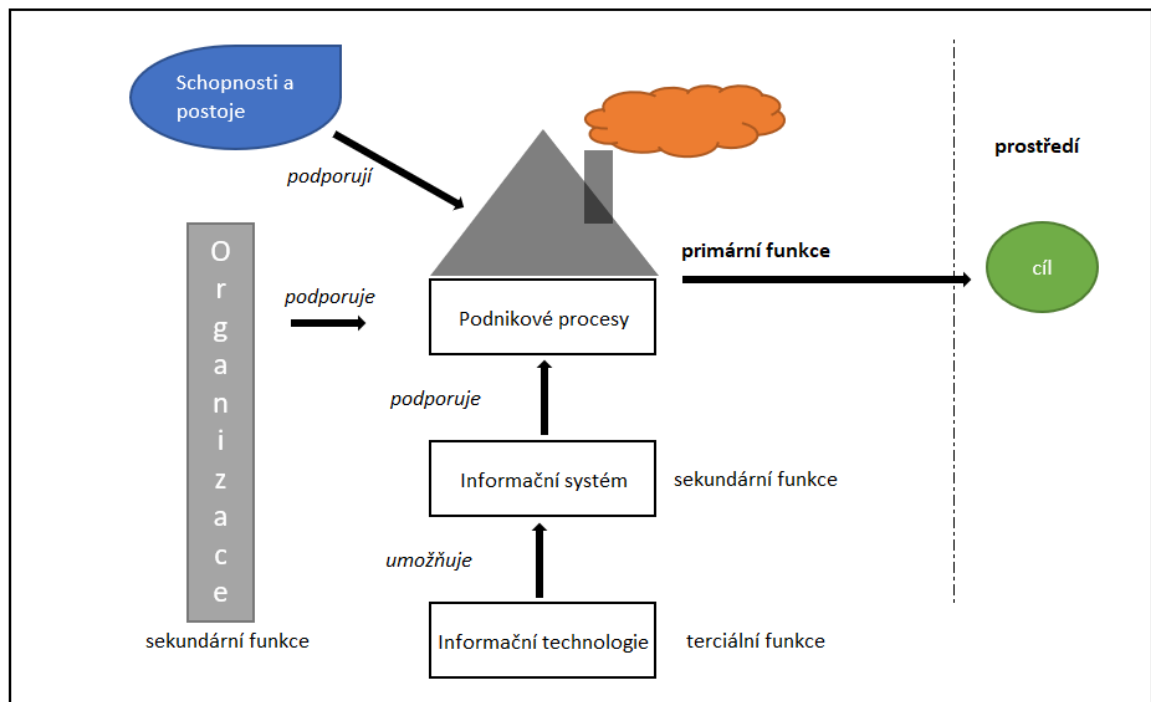 Schopnosti a
postoje
prostředí
podporují
Organizace
primární funkce
cíl
podporuje
Podnikové procesy
podporuje
Informační systém
sekundární funkce
umožňuje
sekundární funkce
Informační technologie
terciální funkce